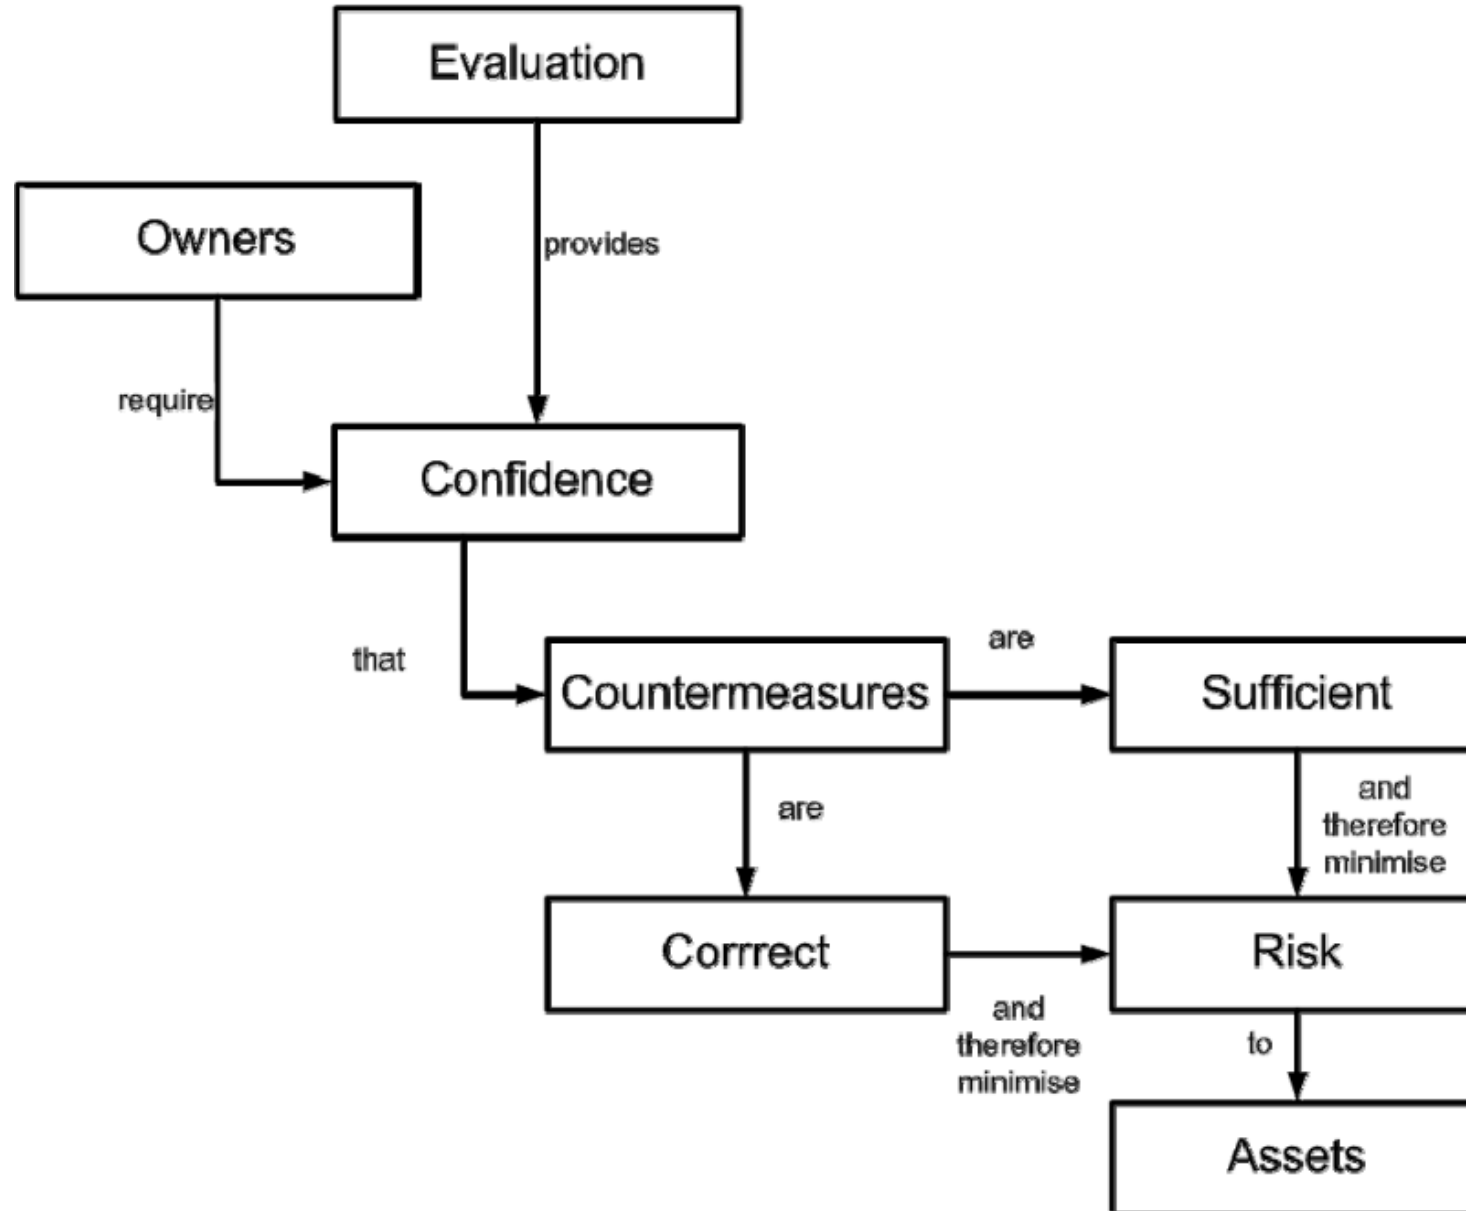 Evaluation
Owners
provides
require
Confidence
that
Countermeasures
are
Sufficient
are
and
therefore
minimise
Corrrect
and
therefore
minimise
Risk
to
Assets